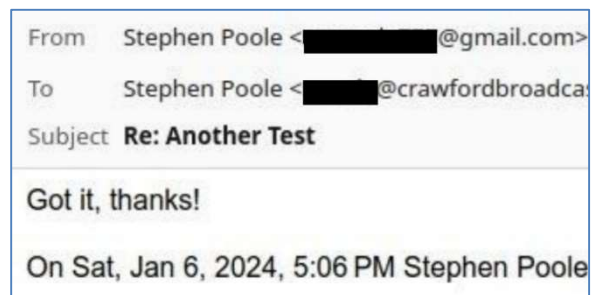 From Stephen Poole < @gmail.com>
To Stephen Poole < @crawfordbroadca
Subject Re: Another Test
Got it, thanks!
On Sat, Jan 6, 2024, 5:06 PM Stephen Poole